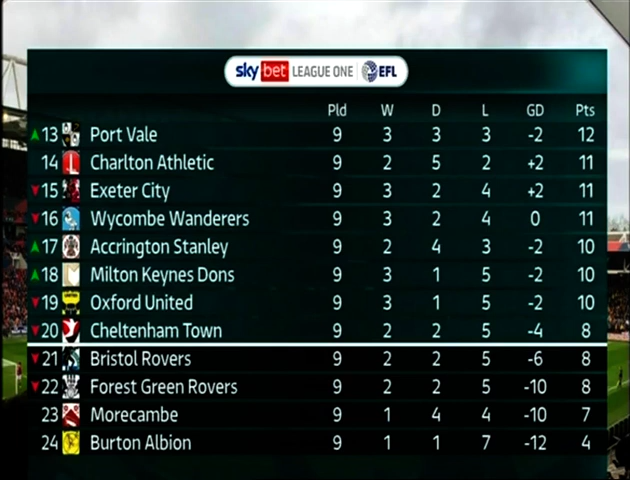 sky bet LEAGUE ONE EFL
Pld W D L GD Pts
13 Port Vale 9 3 3 3 -2 12
14 Charlton Athletic 9 2 5 2 +2 11
15 Exeter City 9 3 2 4 +2 11
16 Wycombe Wanderers 9 3 2 4 0 11
17 Accrington Stanley 9 2 4 3 -2 10
18 Milton Keynes Dons 9 3 1 5 -2 10
19 Oxford United 9 3 1 5 -2 10
20 Cheltenham Town 9 2 2 5 -4 8
21 Bristol Rovers 9 2 2 5 -6 8
22 Forest Green Rovers 9 2 2 5 -10 8
23 Morecambe 9 1 4 4 -10 7
24 Burton Albion 9 1 1 7 -12 4